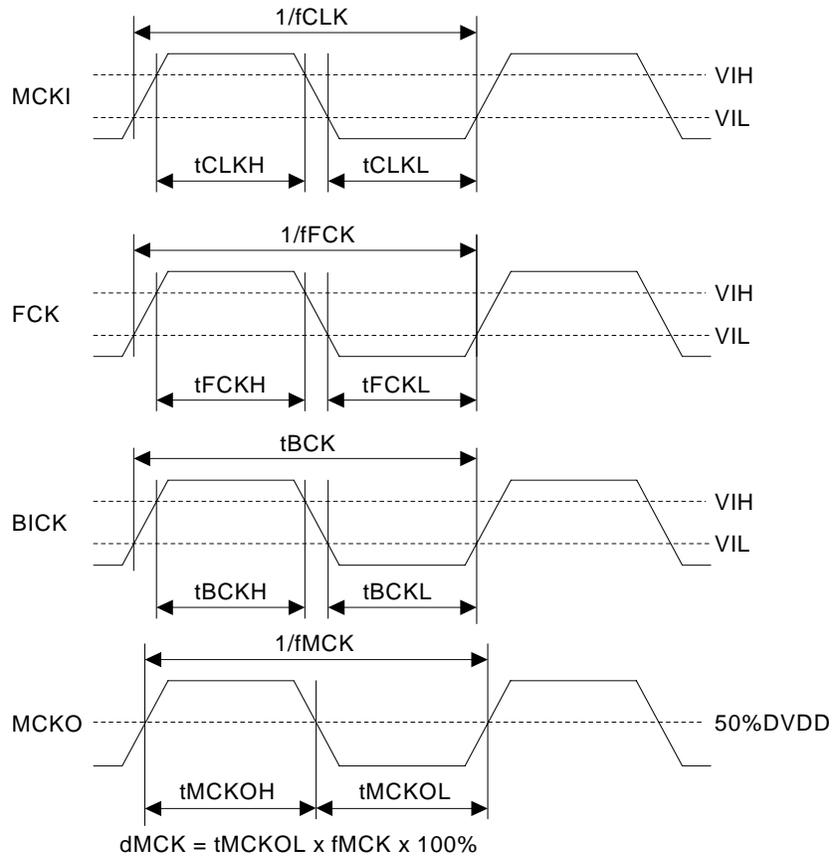 1/fCLK
MCKI
VIH
VIL
tCLKH
tCLKL
1/fFCK
FCK
VIH
VIL
tFCKH
tFCKL
tBCK
BICK
VIH
VIL
tBCKH
tBCKL
1/fMCK
MCKO
50%DVDD
tMCKOH
tMCKOL
dMCK = tMCKOL x fMCK x 100%